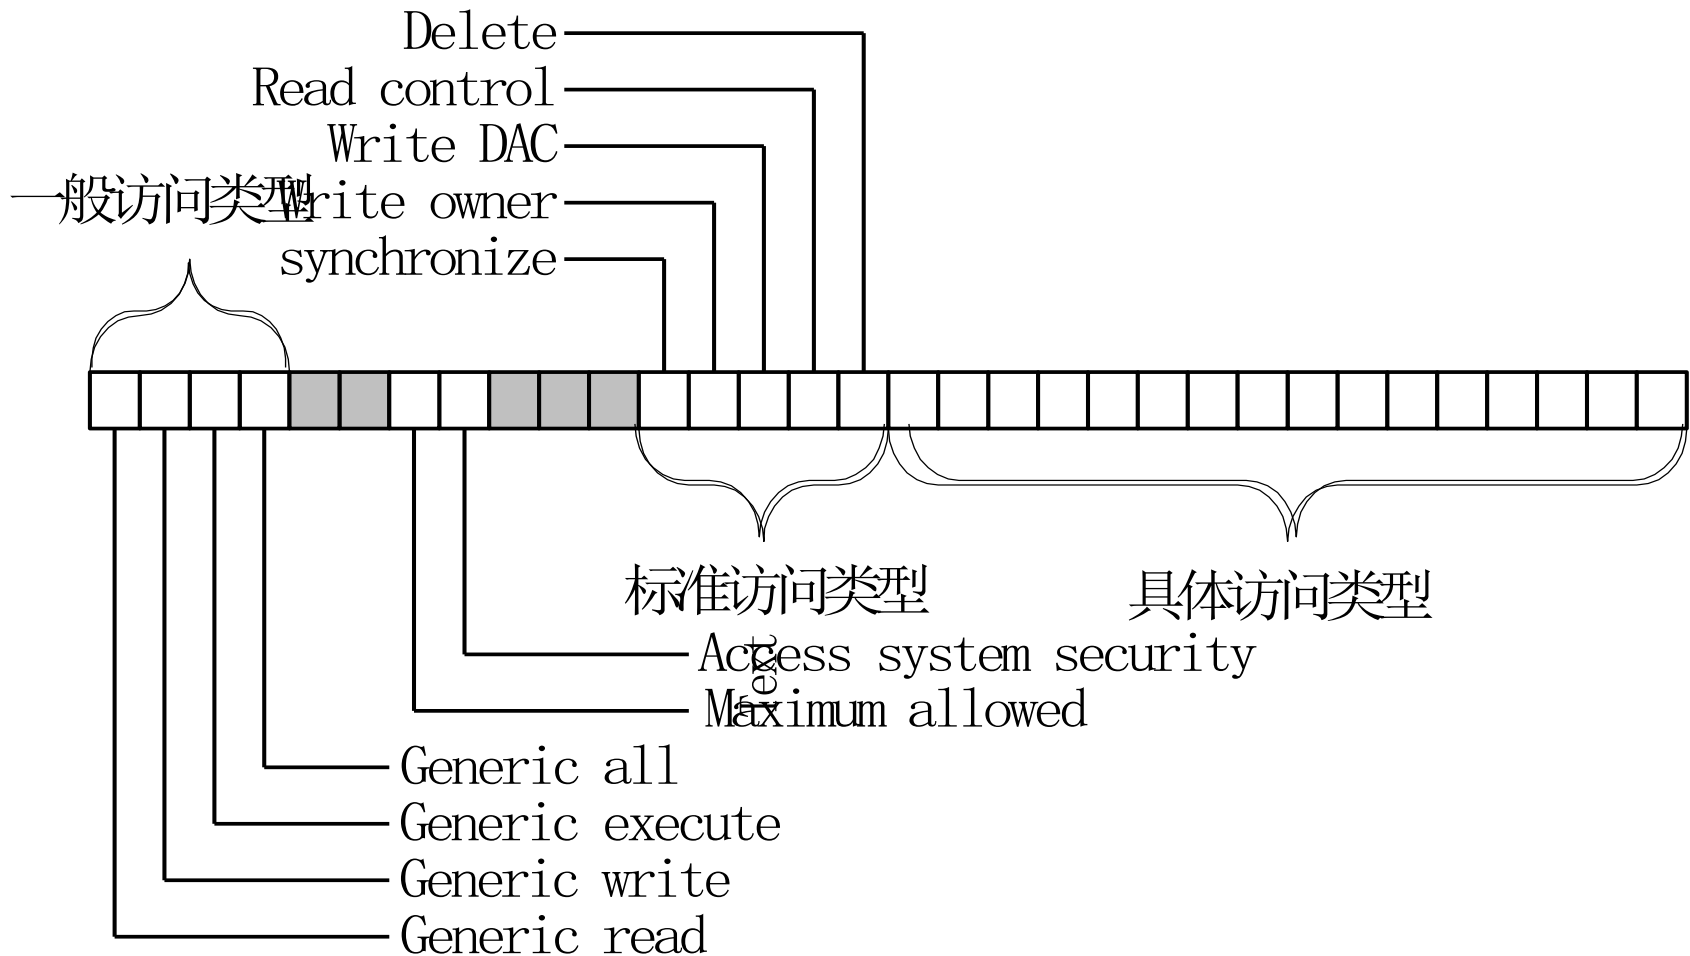 Delete
Read control
Write DAC
一般访问类型
Write owner
synchronize
标准访问类型
具体访问类型
Access system security
Text
Maximum allowed
Generic all
Generic execute
Generic write
Generic read